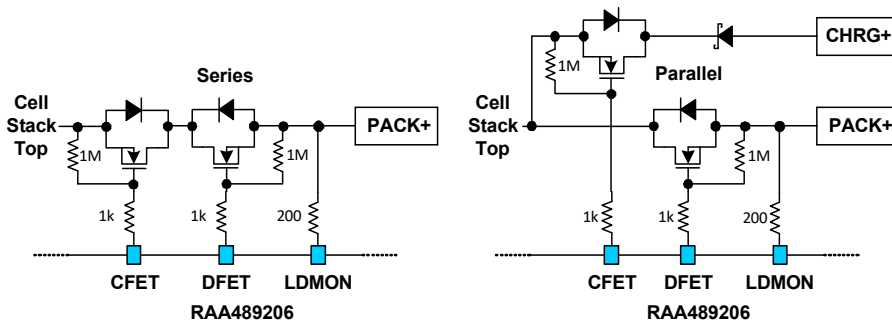 Series
Cell
Stack
Top
1M
1M
PACK+
1k
1k
200
CFET
DFET
LDMON
RAA489206
CHRG+
1M
Parallel
Cell
Stack
Top
PACK+
1M
1k
1k
200
CFET
DFET
LDMON
RAA489206